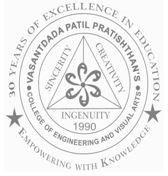 30 YEARS OF EXCELLENCE IN EDUCATION
VASANTDADA PATIL PRATISHTHAN'S
COLLEGE OF ENGINEERING AND VISUAL ARTS
SINCERITY
CREATIVITY
INGENUITY
1990
EMPOWERING WITH KNOWLEDGE